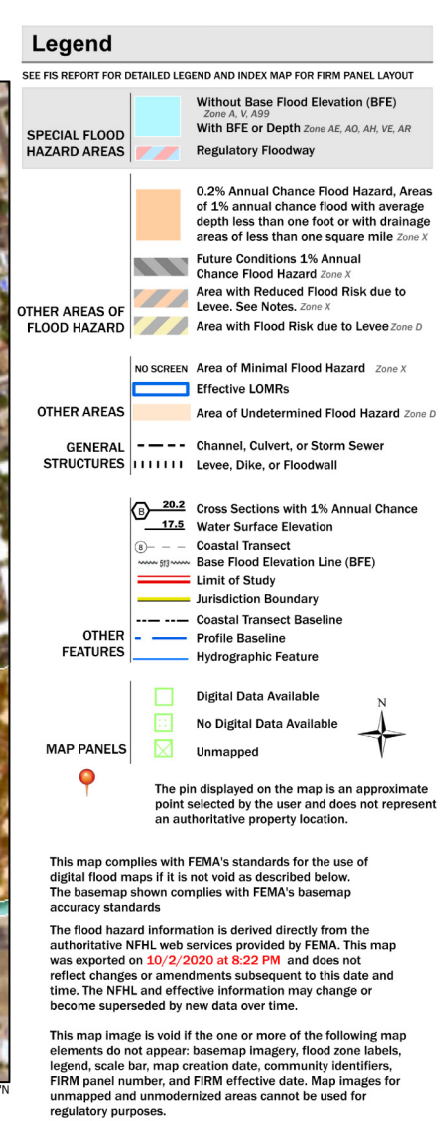 Legend
SEE FIS REPORT FOR DETAILED LEGEND AND INDEX MAP FOR FIRM PANEL LAYOUT
SPECIAL FLOOD
HAZARD AREAS
Without Base Flood Elevation (BFE)
Zone A, V, A99
With BFE or Depth Zone AE, AO, AH, VE, AR
Regulatory Floodway
0.2% Annual Chance Flood Hazard, Areas
of 1% annual chance flood with average
depth less than one foot or with drainage
areas of less than one square mile Zone X
Future Conditions 1% Annual
Chance Flood Hazard Zone X
Area with Reduced Flood Risk due to
Levee. See Notes. Zone X
OTHER AREAS OF
FLOOD HAZARD
Area with Flood Risk due to Levee Zone D
NO SCREEN Area of Minimal Flood Hazard Zone X
Effective LOMRs
OTHER AREAS
Area of Undetermined Flood Hazard Zone D
GENERAL
STRUCTURES
Channel, Culvert, or Storm Sewer
Levee, Dike, or Floodwall
B 20.2 Cross Sections with 1% Annual Chance
17.5 Water Surface Elevation
8 Coastal Transect
513 Base Flood Elevation Line (BFE)
Limit of Study
Jurisdiction Boundary
Coastal Transect Baseline
OTHER
FEATURES
Profile Baseline
Hydrographic Feature
Digital Data Available
No Digital Data Available
N
MAP PANELS
Unmapped
The pin displayed on the map is an approximate
point selected by the user and does not represent
an authoritative property location.
This map complies with FEMA's standards for the use of
digital flood maps if it is not void as described below.
The basemap shown complies with FEMA's basemap
accuracy standards
The flood hazard information is derived directly from the
authoritative NFHL web services provided by FEMA. This map
was exported on 10/2/2020 at 8:22 PM and does not
reflect changes or amendments subsequent to this date and
time. The NFHL and effective information may change or
become superseded by new data over time.
This map image is void if the one or more of the following map
elements do not appear: basemap imagery, flood zone labels,
legend, scale bar, map creation date, community identifiers,
FIRM panel number, and FIRM effective date. Map images for
unmapped and unmodernized areas cannot be used for
regulatory purposes.